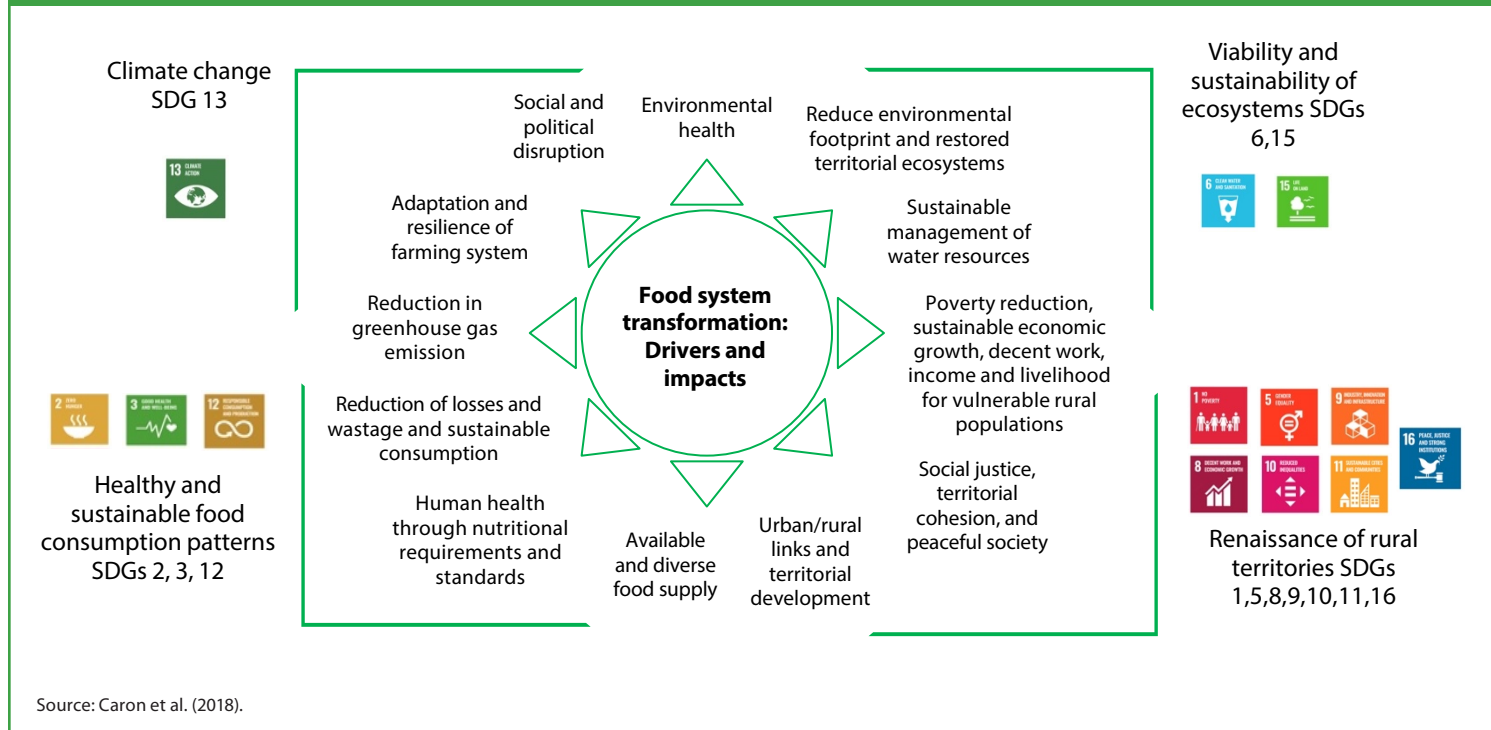 Climate change
SDG 13
13 CLIMATE
ACTION
Viability and
sustainability of
ecosystems SDGs
6,15
6 CLEAN WATER
AND SANITATION
15 LIFE
ON LAND
Social and
political
disruption
Environmental
health
Reduce environmental
footprint and restored
territorial ecosystems
Adaptation and
resilience of
farming system
Sustainable
management of
water resources
Reduction in
greenhouse gas
emission
Food system
transformation:
Drivers and
impacts
Poverty reduction,
sustainable economic
growth, decent work,
income and livelihood
for vulnerable rural
populations
Reduction of losses and
wastage and sustainable
consumption
Human health
through nutritional
requirements and
standards
Available
and diverse
food supply
Urban/rural
links and
territorial
development
Social justice,
territorial
cohesion, and
peaceful society
2 ZERO
HUNGER
3 GOOD HEALTH
AND WELL-BEING
12 RESPONSIBLE
CONSUMPTION
AND PRODUCTION
Healthy and
sustainable food
consumption patterns
SDGs 2, 3, 12
1 NO
POVERTY
5 GENDER
EQUALITY
9 INDUSTRY, INNOVATION
AND INFRASTRUCTURE
16 PEACE, JUSTICE
AND STRONG
INSTITUTIONS
8 DECENT WORK AND
ECONOMIC GROWTH
10 REDUCED
INEQUALITIES
11 SUSTAINABLE CITIES
AND COMMUNITIES
Renaissance of rural
territories SDGs
1,5,8,9,10,11,16
Source: Caron et al. (2018).